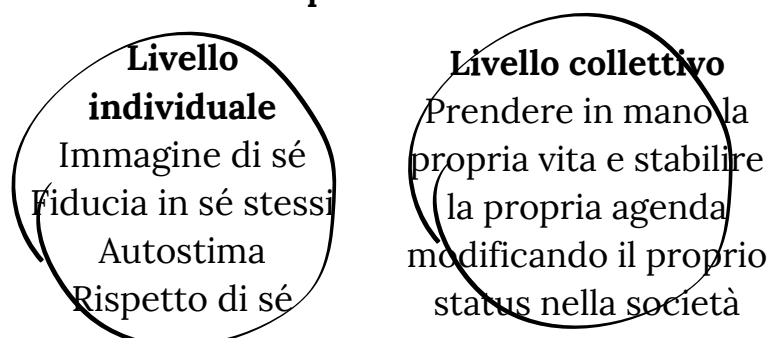 Livello
individuale
Immagine di sé
Fiducia in sé stessi
Autostima
Rispetto di sé
Livello collettivo
Prendere in mano la
propria vita e stabilire
la propria agenda
modificando il proprio
status nella società